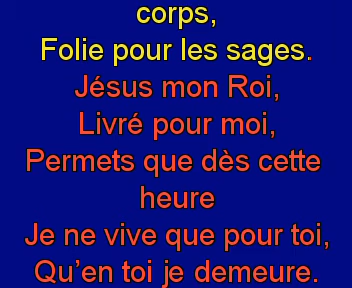 corps,
Folie pour les sages.
Jésus mon Roi,
Livré pour moi,
Permets que dès cette
heure
Je ne vive que pour toi,
Qu'en toi je demeure.